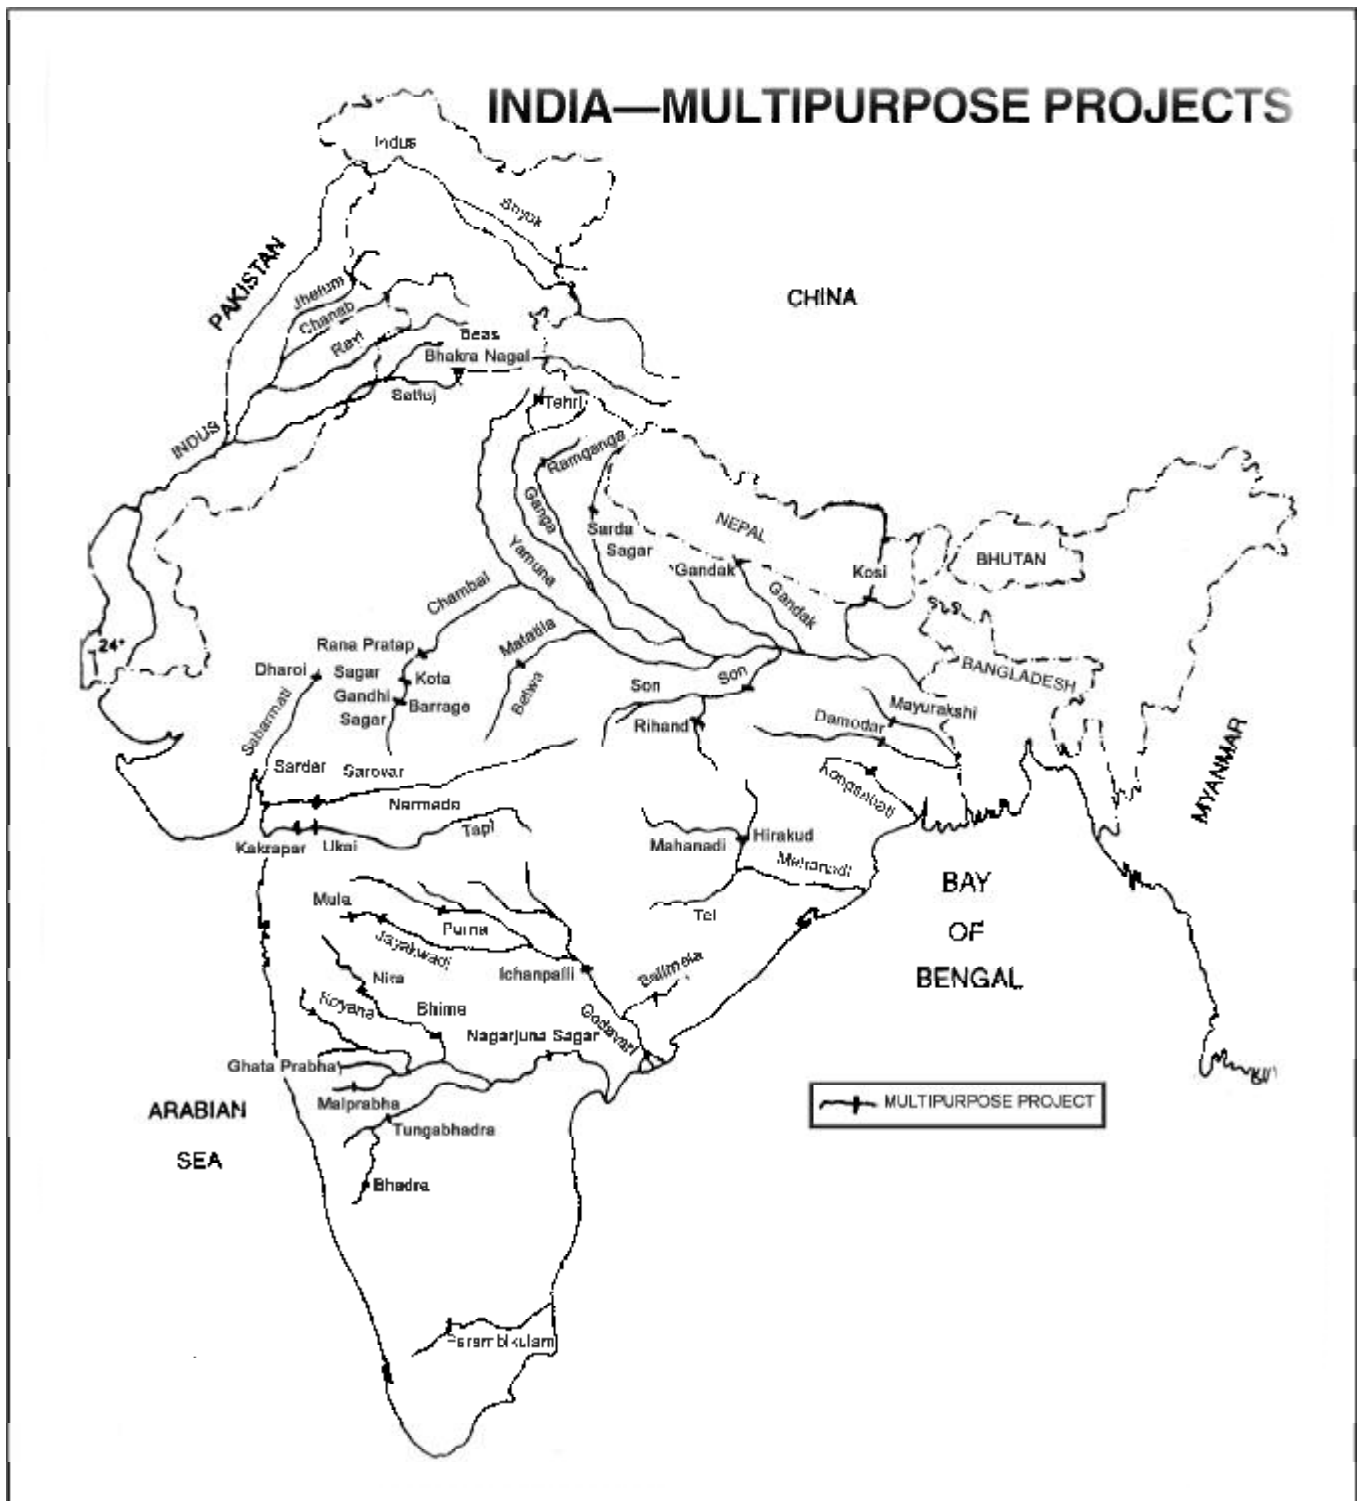 INDIA—MULTIPURPOSE PROJECTS
Indus
Shyok
PAKISTAN
CHINA
Jhelum
Chanab
Ravi
Beas
Bhakra Nagal
Satluj
Tehri
INDUS
Ramganga
Ganga
Sarda
Sagar
NEPAL
Yamuna
Gandak
Kosi
BHUTAN
Gandak
Chambal
24°
Rana Pratap
Matatila
Dharoi
Sagar
Kota
Gandhi
Barrage
Sagar
Betwa
Son
Son
BANGLADESH
Sabarmati
Rihand
Damodar
Mayurakshi
MYANMAR
Sardar
Sarovar
Narmada
Kangsabati
Kakrapar
Ukai
Tapi
Mahanadi
Hirakud
Mahanadi
BAY
OF
BENGAL
Mula
Purna
Tel
Jayakwadi
Ichanpalli
Balimela
Nira
Koyana
Bhima
Godavari
Nagarjuna Sagar
Ghata Prabha
Malprabha
ARABIAN
SEA
MULTIPURPOSE PROJECT
Tungabhadra
Bhadra
Parambikulam